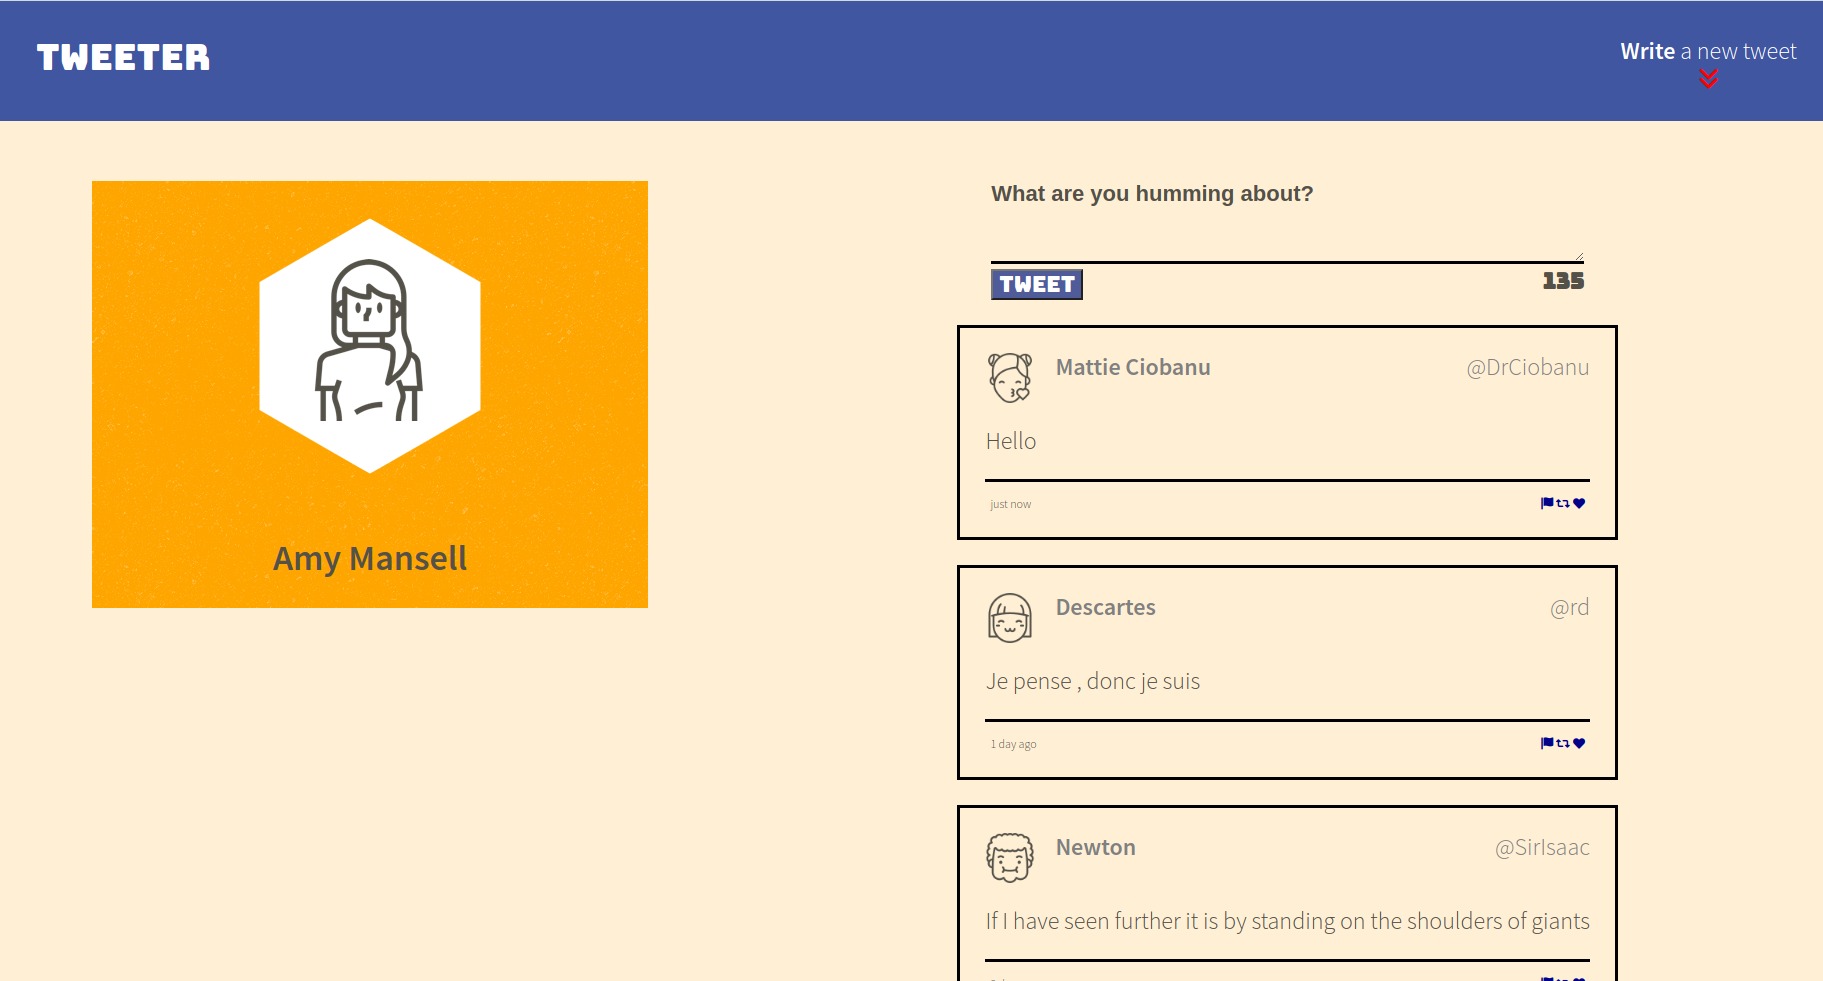 TWEETER
Write a new tweet
Amy Mansell
What are you humming about?
TWEET
135
Mattie Ciobanu
@DrCiobanu
Hello
just now
Descartes
@rd
Je pense , donc je suis
1 day ago
Newton
@SirIsaac
If I have seen further it is by standing on the shoulders of giants